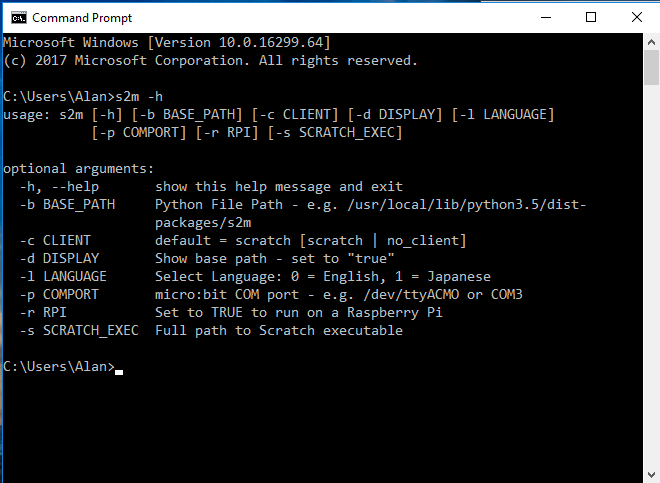 Command Prompt
Microsoft Windows [Version 10.0.16299.64]
(c) 2017 Microsoft Corporation. All rights reserved.
C:\Users\Alan>s2m -h
usage: s2m [-h] [-b BASE_PATH] [-c CLIENT] [-d DISPLAY] [-l LANGUAGE]
[-p COMPORT] [-r RPI] [-s SCRATCH_EXEC]
optional arguments:
-h, --help show this help message and exit
-b BASE_PATH Python File Path - e.g. /usr/local/lib/python3.5/dist-
packages/s2m
-c CLIENT default = scratch [scratch | no_client]
-d DISPLAY Show base path - set to "true"
-l LANGUAGE Select Language: 0 = English, 1 = Japanese
-p COMPORT micro:bit COM port - e.g. /dev/ttyACMO or COM3
-r RPI Set to TRUE to run on a Raspberry Pi
-s SCRATCH_EXEC Full path to Scratch executable
C:\Users\Alan>